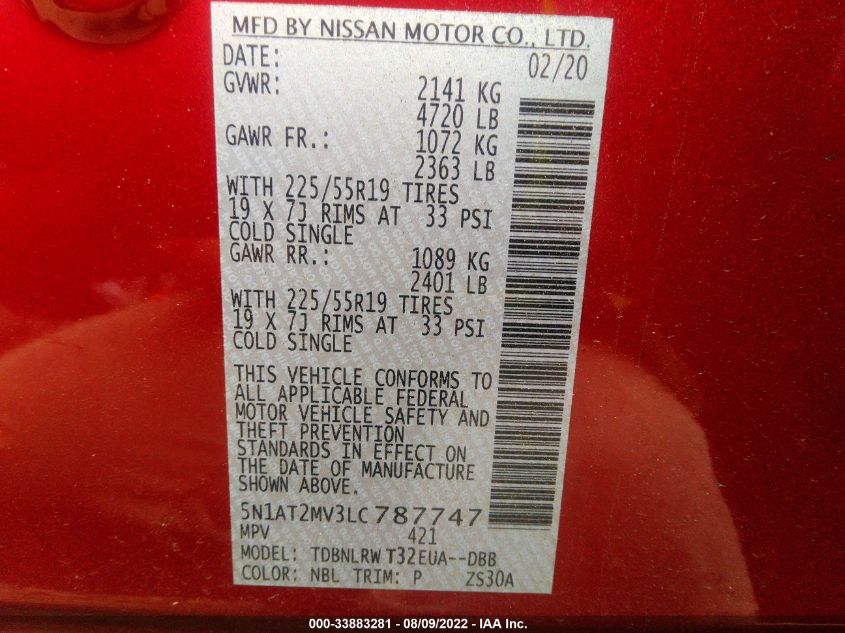 MFD BY NISSAN MOTOR CO., LTD.
DATE: 02/20
GVWR: 2141 KG
4720 LB
GAWR FR.: 1072 KG
2363 LB
WITH 225/55R19 TIRES
19 X 7J RIMS AT 33 PSI
COLD SINGLE
GAWR RR.: 1089 KG
2401 LB
WITH 225/55R19 TIRES
19 X 7J RIMS AT 33 PSI
COLD SINGLE
THIS VEHICLE CONFORMS TO
ALL APPLICABLE FEDERAL
MOTOR VEHICLE SAFETY AND
THEFT PREVENTION
STANDARDS IN EFFECT ON
THE DATE OF MANUFACTURE
SHOWN ABOVE.
5N1AT2MV3LC787747
MPV 421
MODEL: TDBNLRW T32EUA--DBB
COLOR: NBL TRIM: P ZS30A
000-33883281 - 08/09/2022 - IAA Inc.